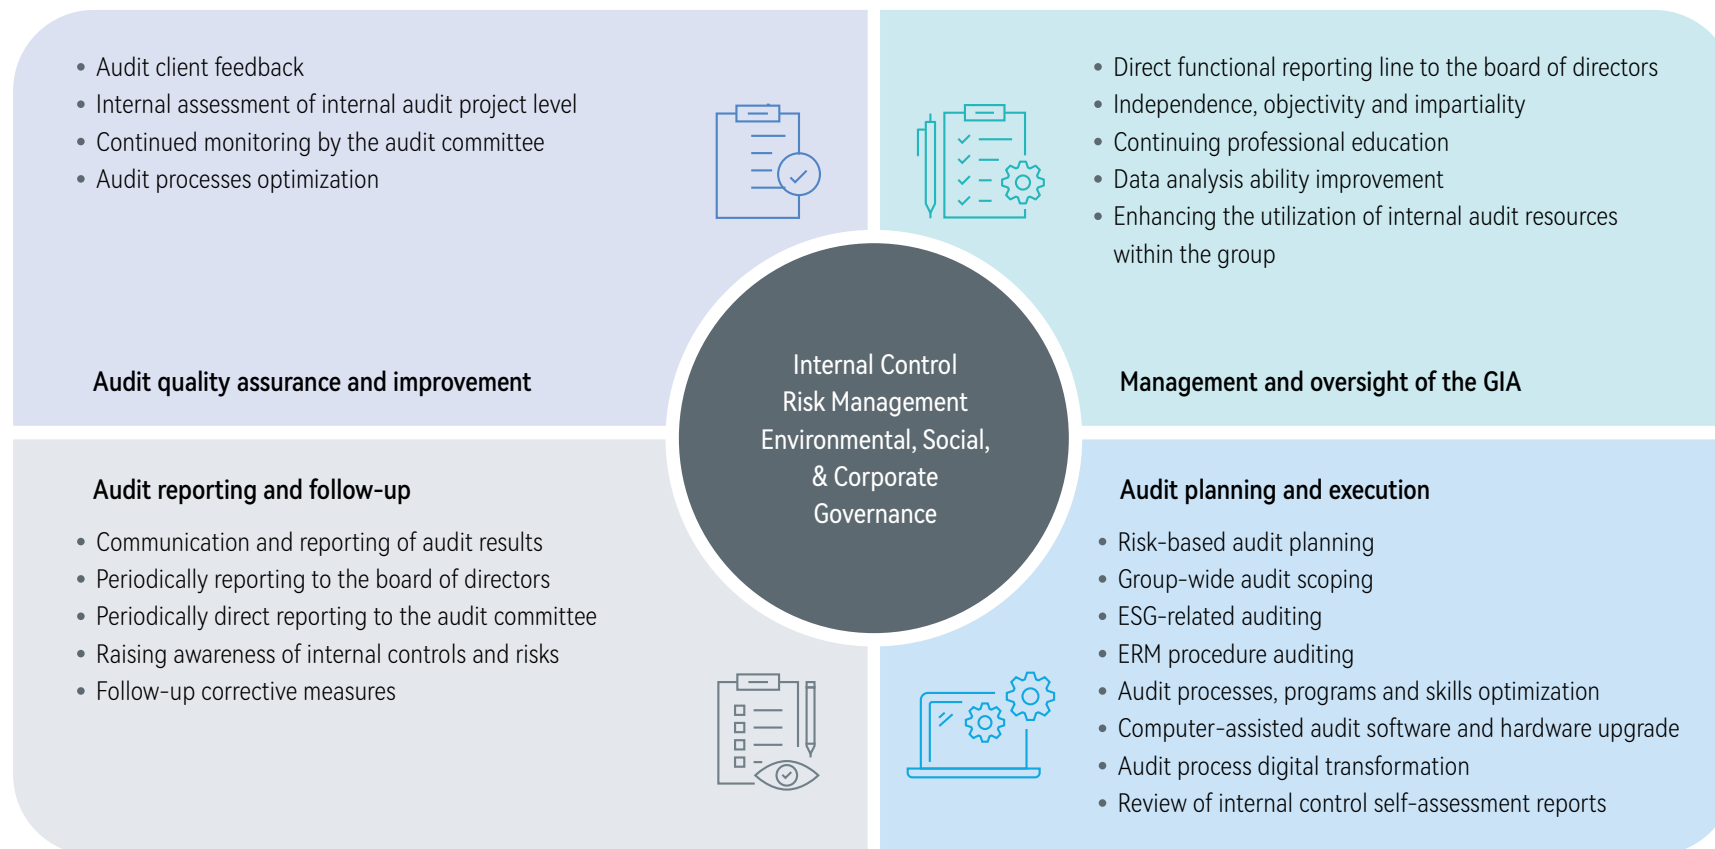 • Audit client feedback
• Internal assessment of internal audit project level
• Continued monitoring by the audit committee
• Audit processes optimization
Audit quality assurance and improvement
• Direct functional reporting line to the board of directors
• Independence, objectivity and impartiality
• Continuing professional education
• Data analysis ability improvement
• Enhancing the utilization of internal audit resources
within the group
Management and oversight of the GIA
Internal Control
Risk Management
Environmental, Social,
& Corporate
Governance
Audit reporting and follow-up
• Communication and reporting of audit results
• Periodically reporting to the board of directors
• Periodically direct reporting to the audit committee
• Raising awareness of internal controls and risks
• Follow-up corrective measures
Audit planning and execution
• Risk-based audit planning
• Group-wide audit scoping
• ESG-related auditing
• ERM procedure auditing
• Audit processes, programs and skills optimization
• Computer-assisted audit software and hardware upgrade
• Audit process digital transformation
• Review of internal control self-assessment reports